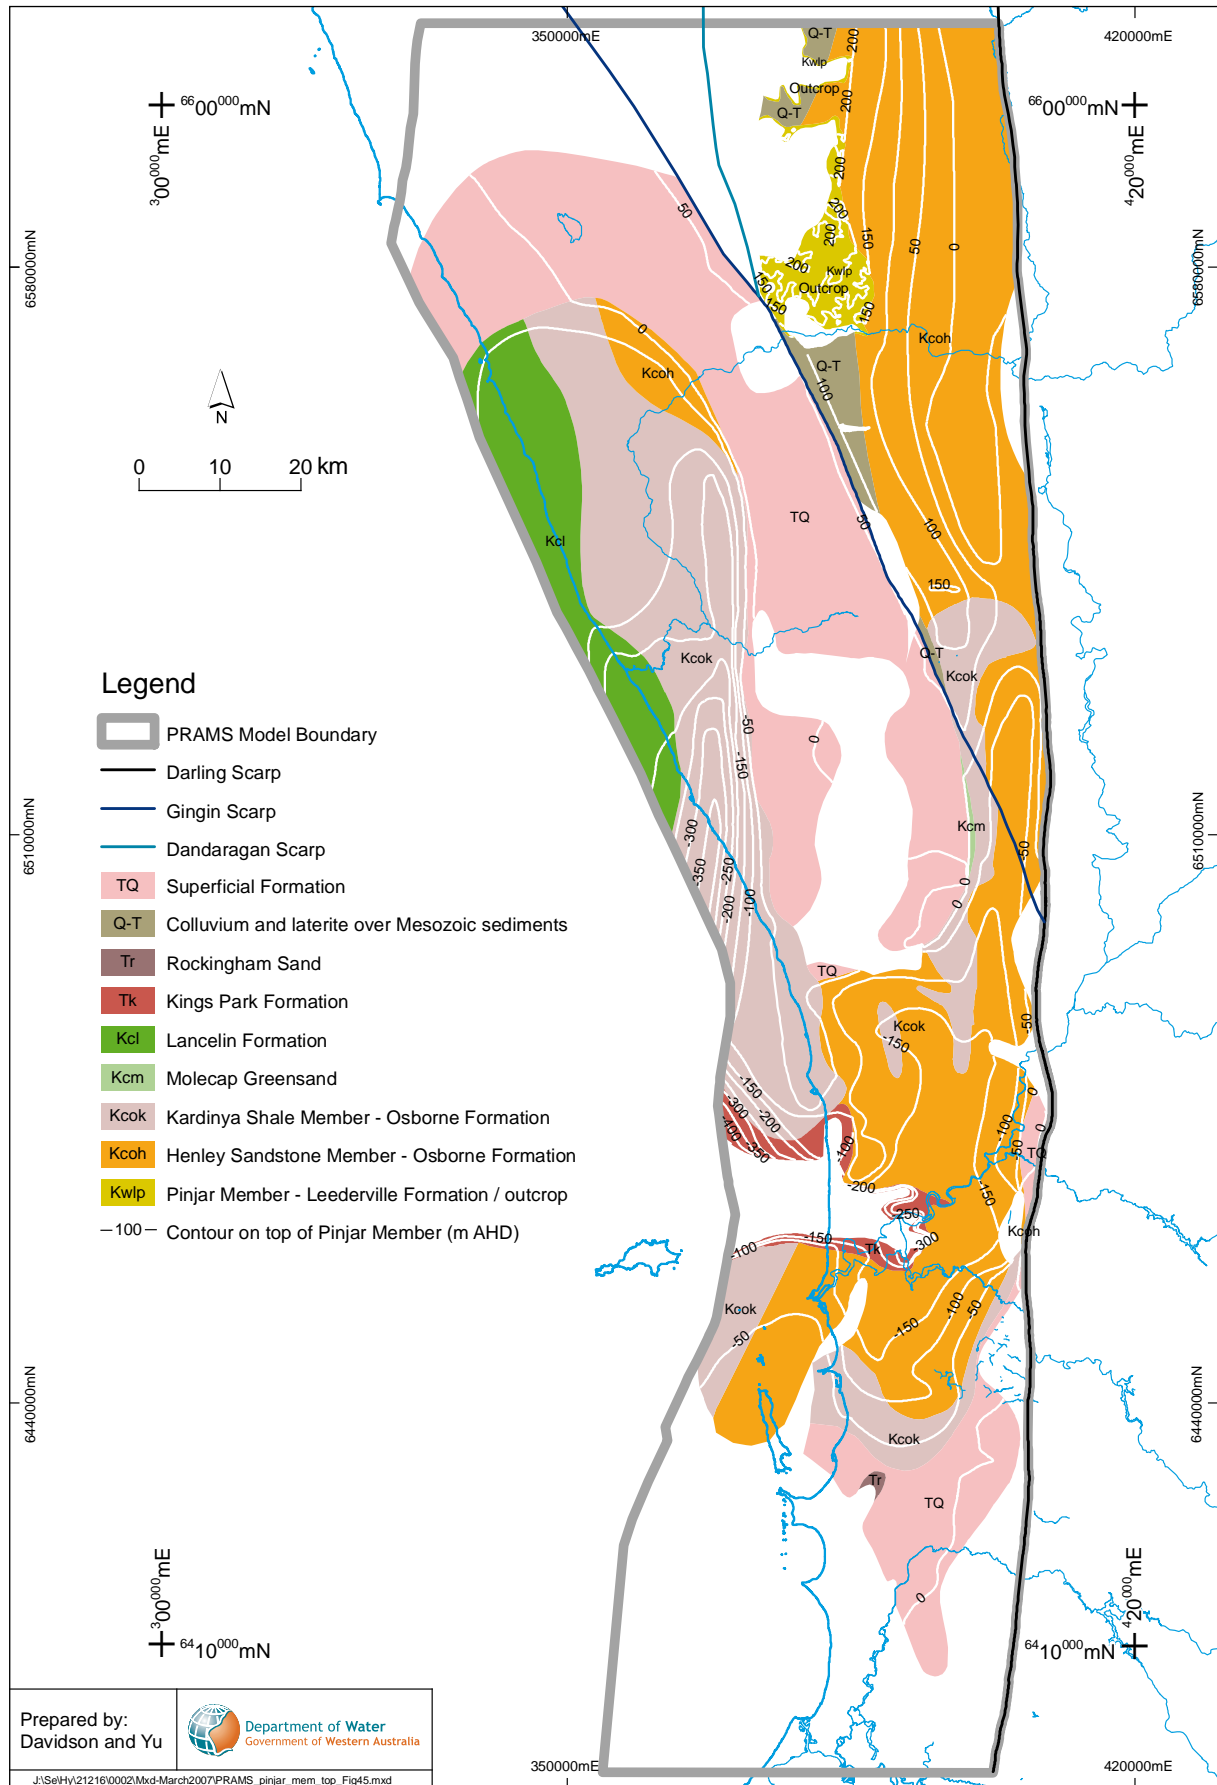 350000mE
420000mE
6600000mN
6600000mN
300000mE
420000mE
Q-T
200
Kwlp
Outcrop
200
Q-T
200
50
200
200
150
50
0
200
Kwlp
150
Outcrop
150
150
6580000mN
6580000mN
0
Kcoh
Kcoh
Q-T
100
N
0 10 20 km
TQ
50
100
Kcl
150
Q-T
Kcok
Kcok
-50
0
-150
Kcm
-300
-50
-250
-350
0
-200
-100
0
6510000mN
6510000mN
Legend
PRAMS Model Boundary
Darling Scarp
Gingin Scarp
Dandaragan Scarp
TQ Superficial Formation
Q-T Colluvium and laterite over Mesozoic sediments
Tr Rockingham Sand
Tk Kings Park Formation
Kcl Lancelin Formation
Kcm Molecap Greensand
Kcok Kardinya Shale Member - Osborne Formation
Kcoh Henley Sandstone Member - Osborne Formation
Kwlp Pinjar Member - Leederville Formation / outcrop
-100 Contour on top of Pinjar Member (m AHD)
TQ
Kcok
-150
-50
-150
-300
-200
-400
-350
-100
0
-100
0
-50
TQ
-200
-150
-250
Kcoh
-150
-100
Tk
-300
Kcok
-50
-100
-50
-150
Kcok
Tr
TQ
0
6440000mN
6440000mN
300000mE
420000mE
6410000mN
6410000mN
Prepared by:
Davidson and Yu
Department of Water
Government of Western Australia
J:\Se\Hy\21216\0002\Mxd-March2007\PRAMS_pinjar_mem_top_Fig45.mxd
350000mE
420000mE